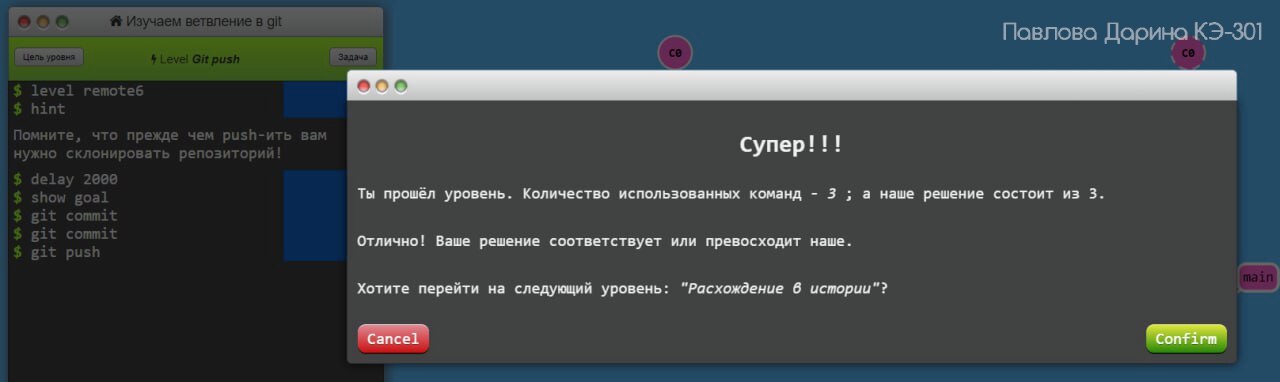 Изучаем ветвление в git
Павлова Дарина КЭ-301
Цель уровня
Level Git push
Задача
C0
C0
$ level remote6
$ hint
Помните, что прежде чем push-ить вам
нужно склонировать репозиторий!
$ delay 2000
$ show goal
$ git commit
$ git commit
$ git push
Супер!!!
Ты прошёл уровень. Количество использованных команд - 3 ; а наше решение состоит из 3.
Отлично! Ваше решение соответствует или превосходит наше.
Хотите перейти на следующий уровень: "Расхождение в истории"?
main
Cancel
Confirm